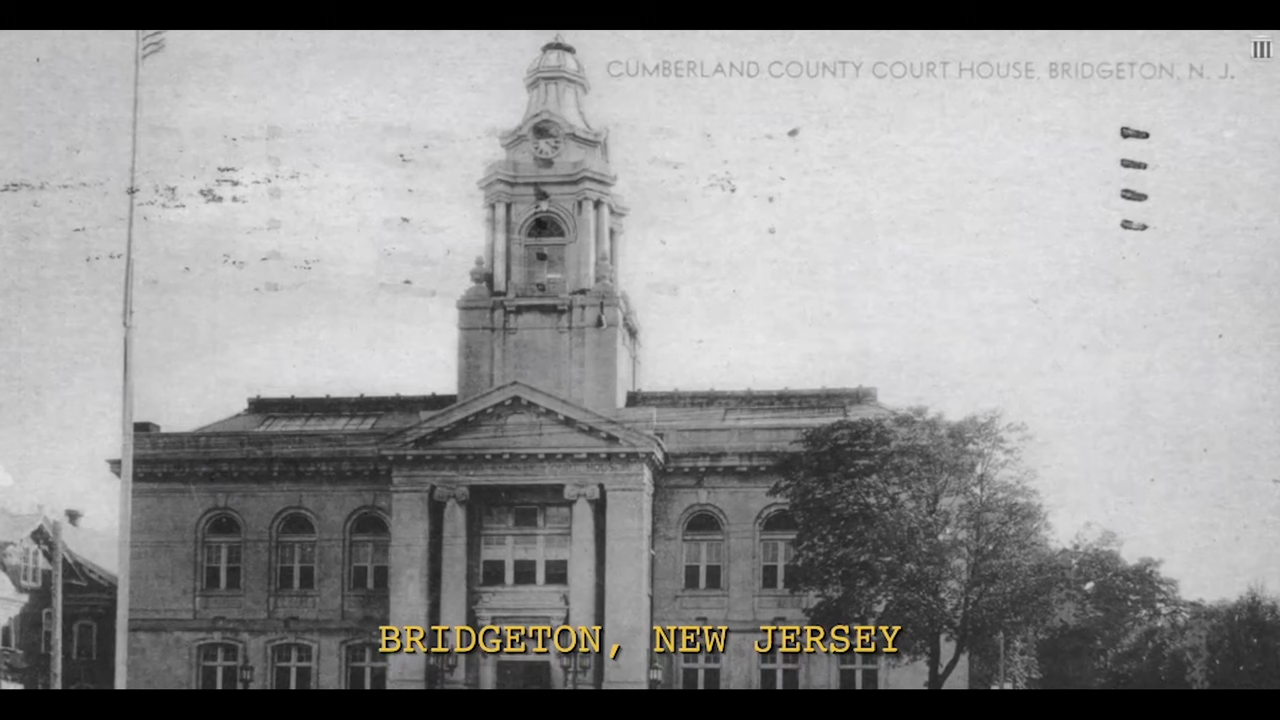 CUMBERLAND COUNTY COURT HOUSE, BRIDGETON, N. J.
BRIDGETON, NEW JERSEY